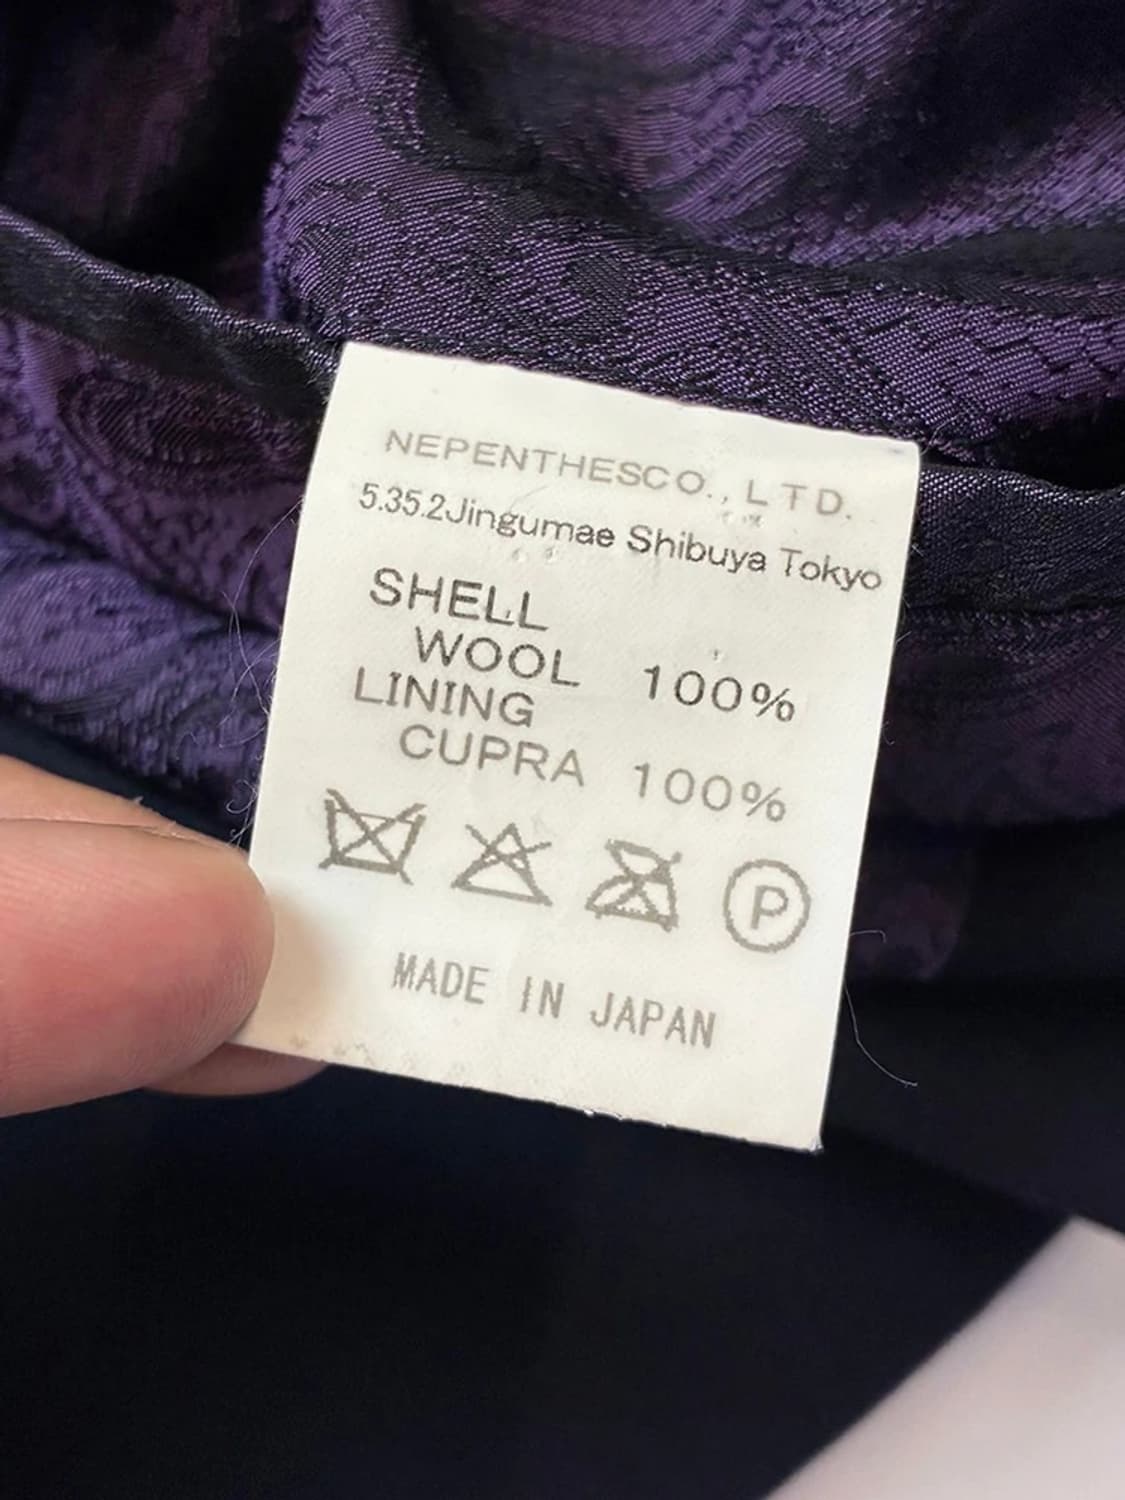 NEPENTHESCO., LTD.
5.35.2Jingumae Shibuya Tokyo
SHELL
WOOL 100%
LINING
CUPRA 100%
P
MADE IN JAPAN